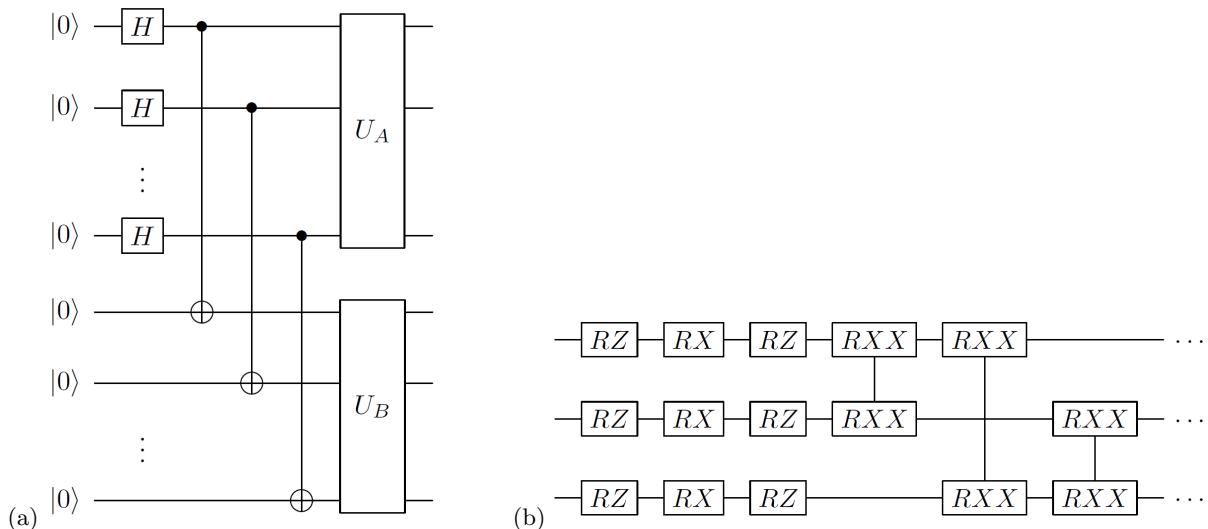 |0⟩ H
|0⟩ H
⋮
|0⟩ H
U_A
|0⟩
|0⟩
⋮
|0⟩
U_B
(a)
RZ RX RZ RXX RXX ⋯
RZ RX RZ RXX RXX ⋯
RZ RX RZ RXX RXX ⋯
(b)